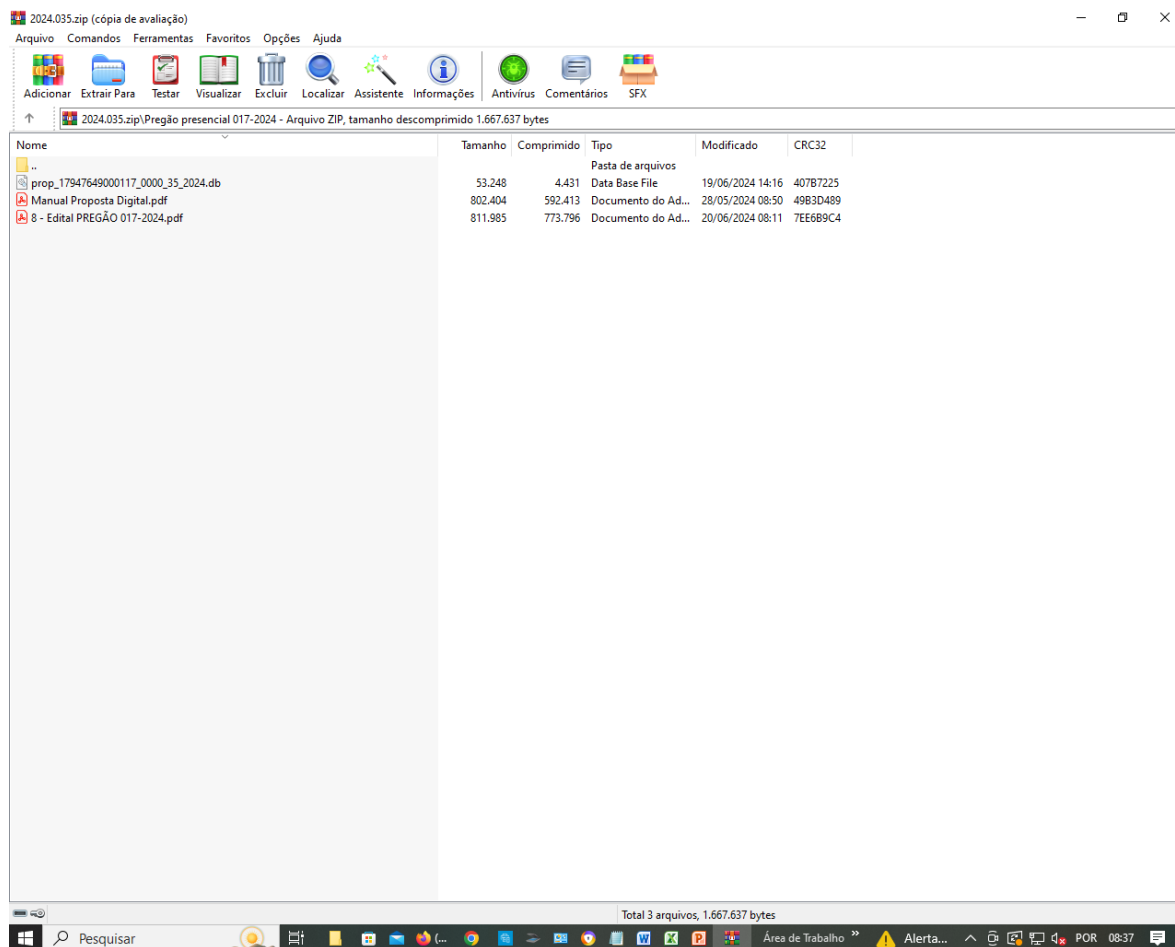 2024.035.zip (cópia de avaliação)
Arquivo Comandos Ferramentas Favoritos Opções Ajuda
Adicionar Extrair Para Testar Visualizar Excluir Localizar Assistente Informações Antivírus Comentários SFX
2024.035.zip\Pregão presencial 017-2024 - Arquivo ZIP, tamanho descomprimido 1.667.637 bytes
Nome Tamanho Comprimido Tipo Modificado CRC32
.. Pasta de arquivos
prop_17947649000117_0000_35_2024.db 53.248 4.431 Data Base File 19/06/2024 14:16 407B7225
Manual Proposta Digital.pdf 802.404 592.413 Documento do Ad... 28/05/2024 08:50 49B3D489
8 - Edital PREGÃO 017-2024.pdf 811.985 773.796 Documento do Ad... 20/06/2024 08:11 7EE6B9C4
Total 3 arquivos, 1.667.637 bytes
Pesquisar (... Área de Trabalho » Alerta... POR 08:37